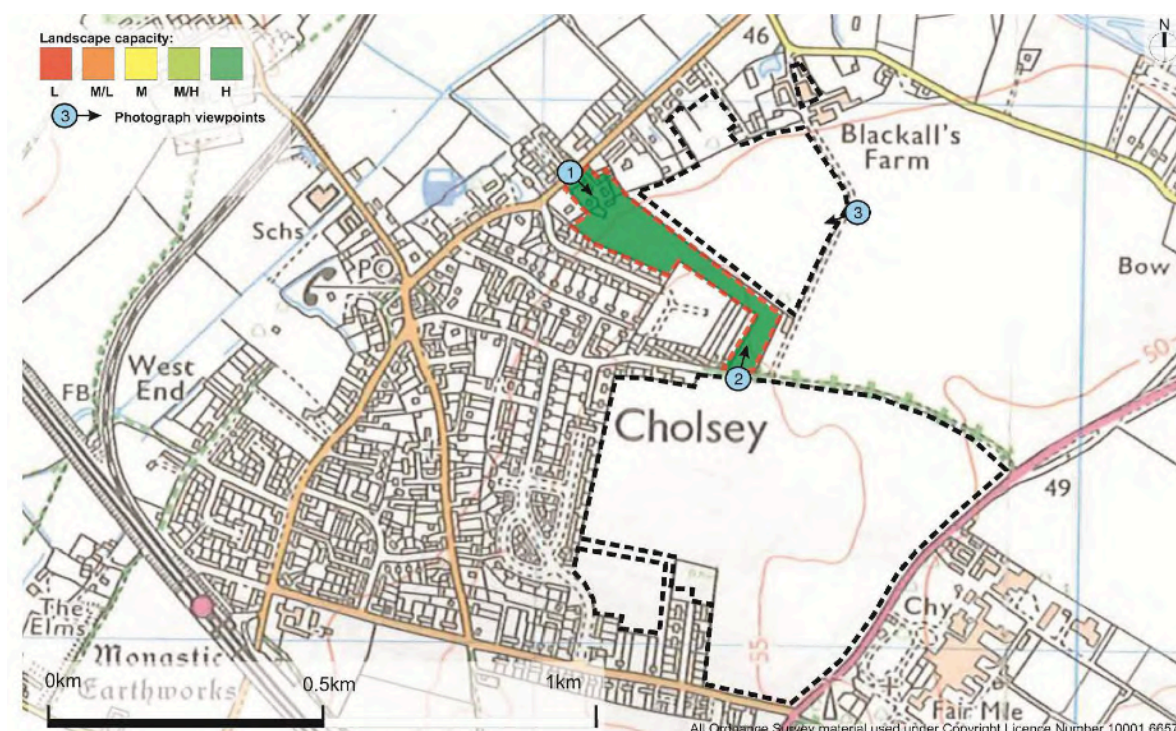 Landscape capacity:
L M/L M M/H H
3 Photograph viewpoints
N
46
1
Blackall's
Farm
3
Schs
PO
Bow
West
End
FB
50
2
Cholsey
49
The
Elms
Chy
55
Monastic
Earthworks
Fair Mile
0km 0.5km 1km
All Ordnance Survey material used under Copyright Licence Number 10001 6657